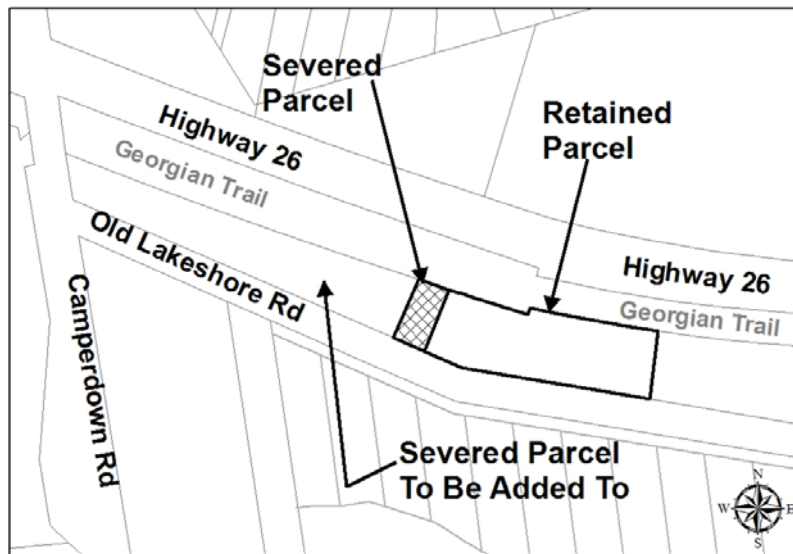 Severed
Parcel
Retained
Parcel
Highway 26
Georgian Trail
Old Lakeshore Rd
Highway 26
Georgian Trail
Camperdown Rd
Severed Parcel
To Be Added To
N
W E
S